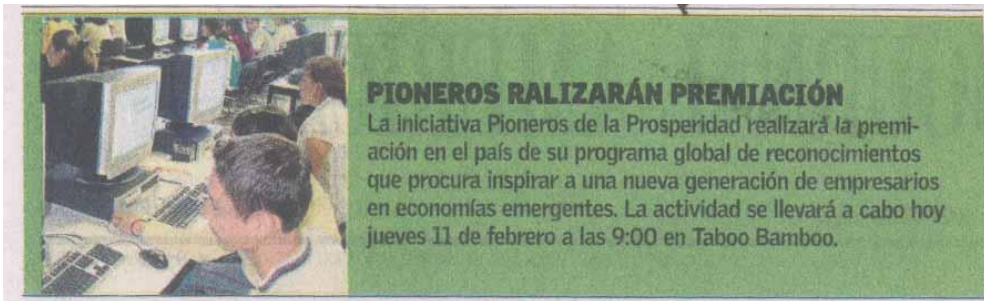 PIONEROS RALIZARÁN PREMIACIÓN
La iniciativa Pioneros de la Prosperidad realizará la premi-
ación en el país de su programa global de reconocimientos
que procura inspirar a una nueva generación de empresarios
en economías emergentes. La actividad se llevará a cabo hoy
jueves 11 de febrero a las 9:00 en Taboo Bamboo.